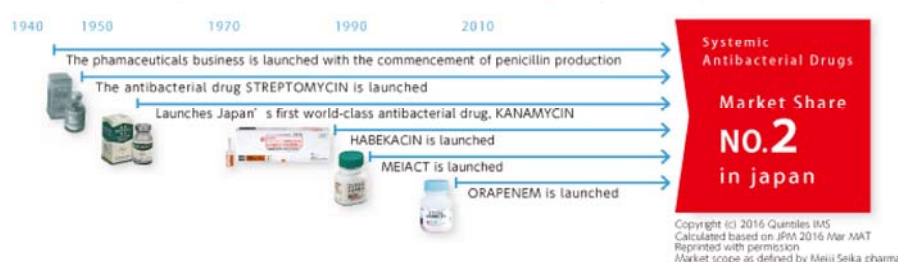 1940 1950 1970 1990 2010
The phamaceuticals business is launched with the commencement of penicillin production
The antibacterial drug STREPTOMYCIN is launched
Launches Japan's first world-class antibacterial drug, KANAMYCIN
HABEKACIN is launched
MEIACT is launched
ORAPENEM is launched
Systemic
Antibacterial Drugs
Market Share
NO.2
in japan
Copyright (c) 2016 Quintiles IMS
Calculated based on JPM 2016 Mar MAT
Reprinted with permission
Market scope as defined by Meiji Seika pharma